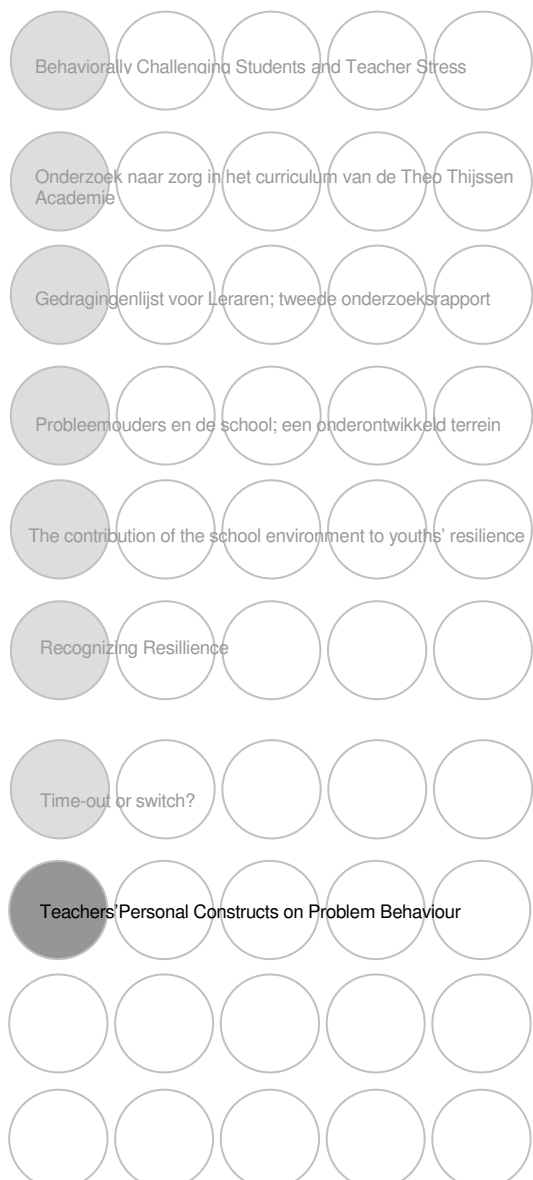 Behaviorally Challenging Students and Teacher Stress
Onderzoek naar zorg in het curriculum van de Theo Thijssen
Academie
Gedragingenlijst voor Leraren; tweede onderzoeksrapport
Probleemouders en de school; een onderontwikkeld terrein
The contribution of the school environment to youths’ resilience
Recognizing Resillience
Time-out or switch?
Teachers’Personal Constructs on Problem Behaviour